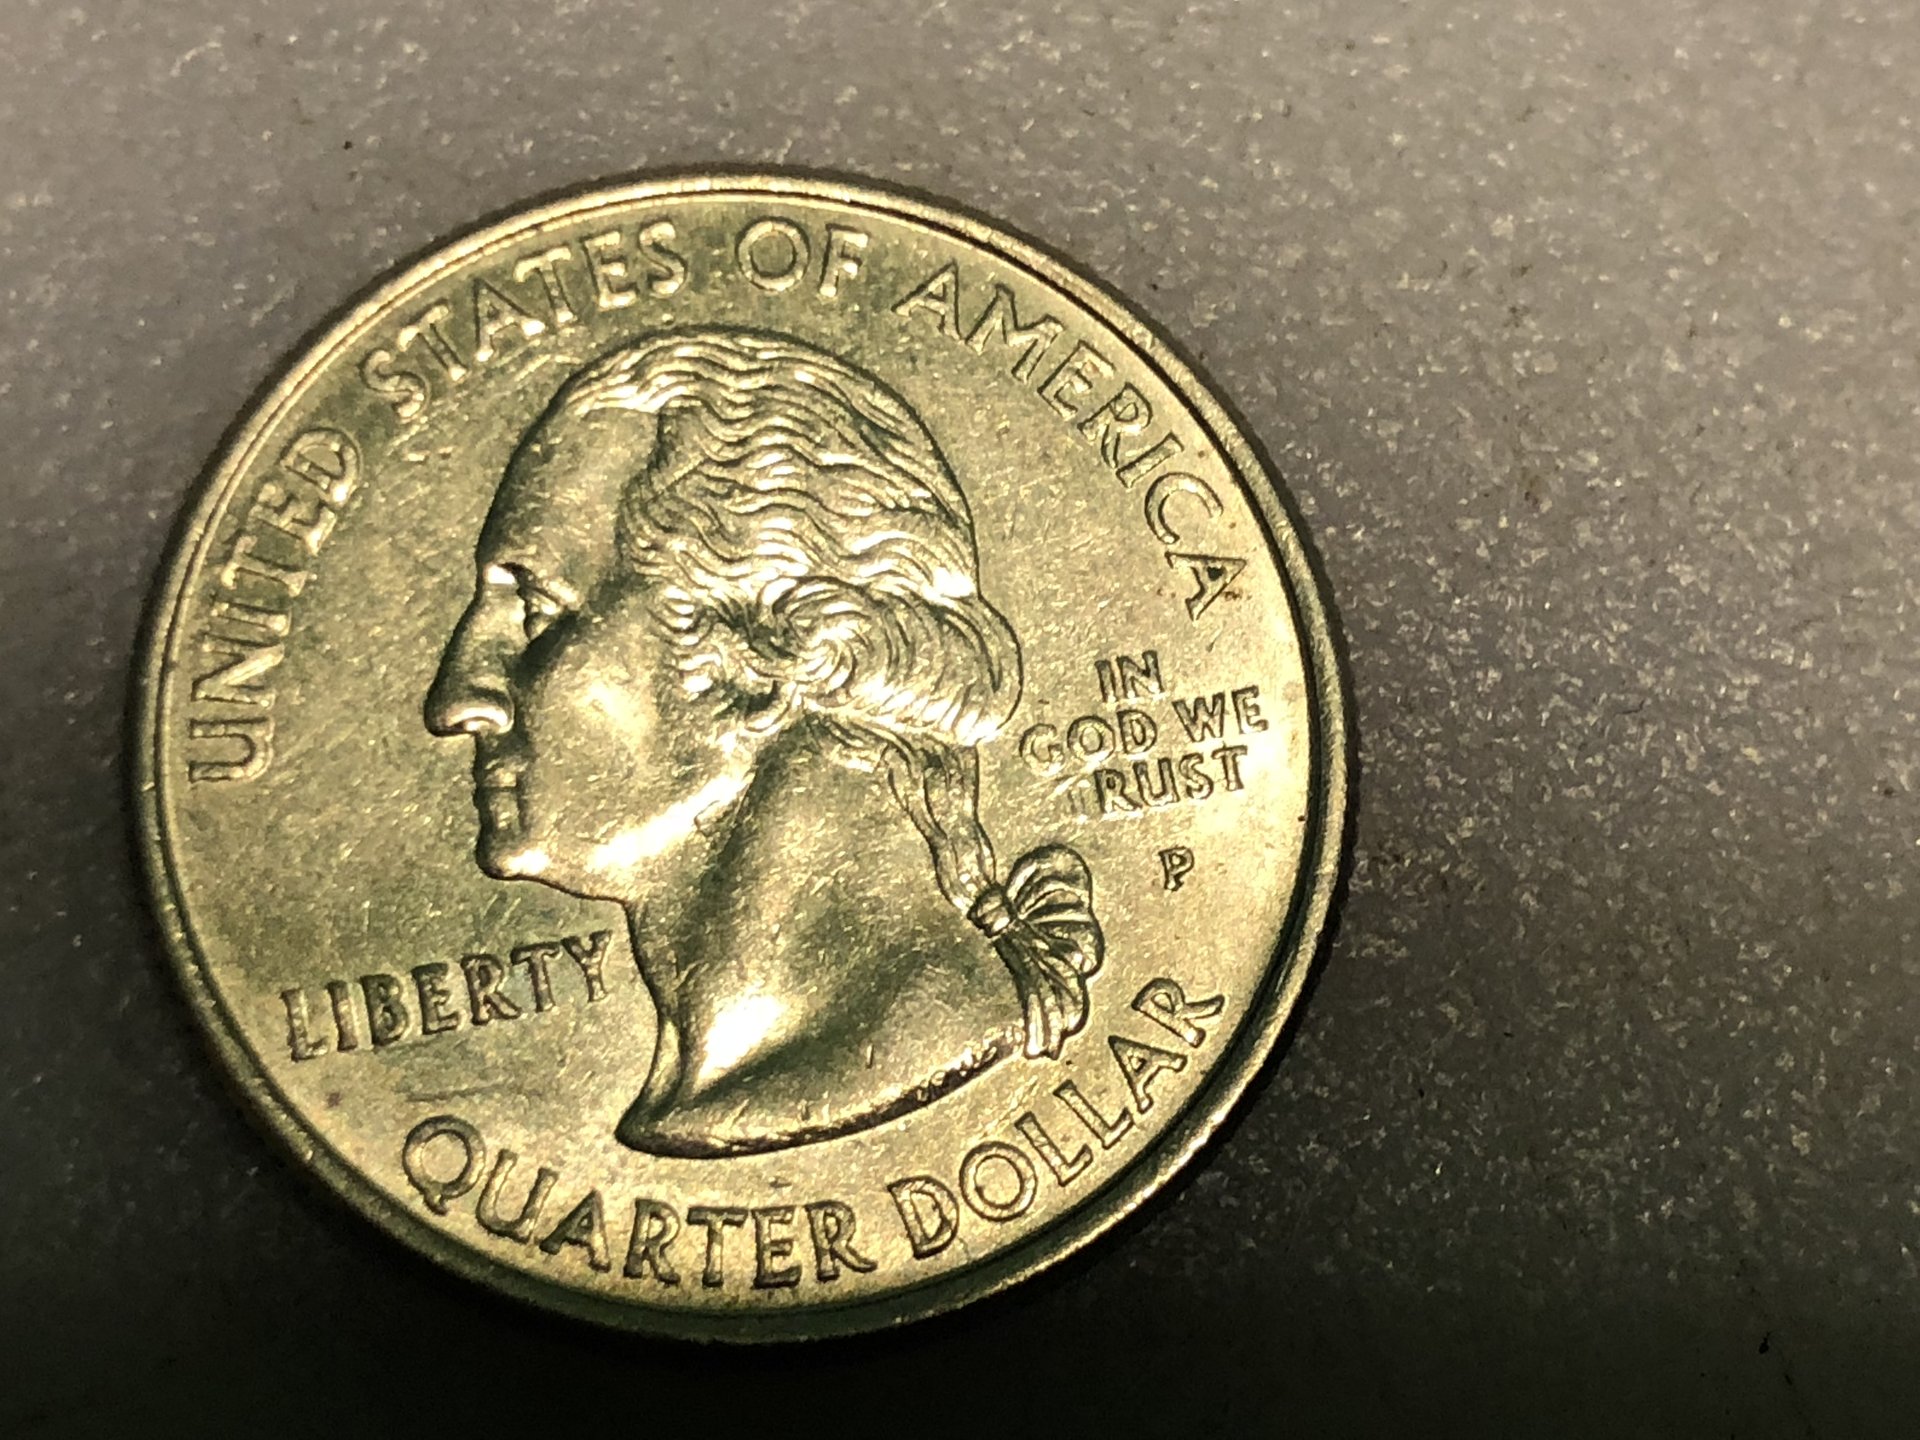 UNITED STATES OF AMERICA
IN
GOD WE
TRUST
P
LIBERTY
QUARTER DOLLAR